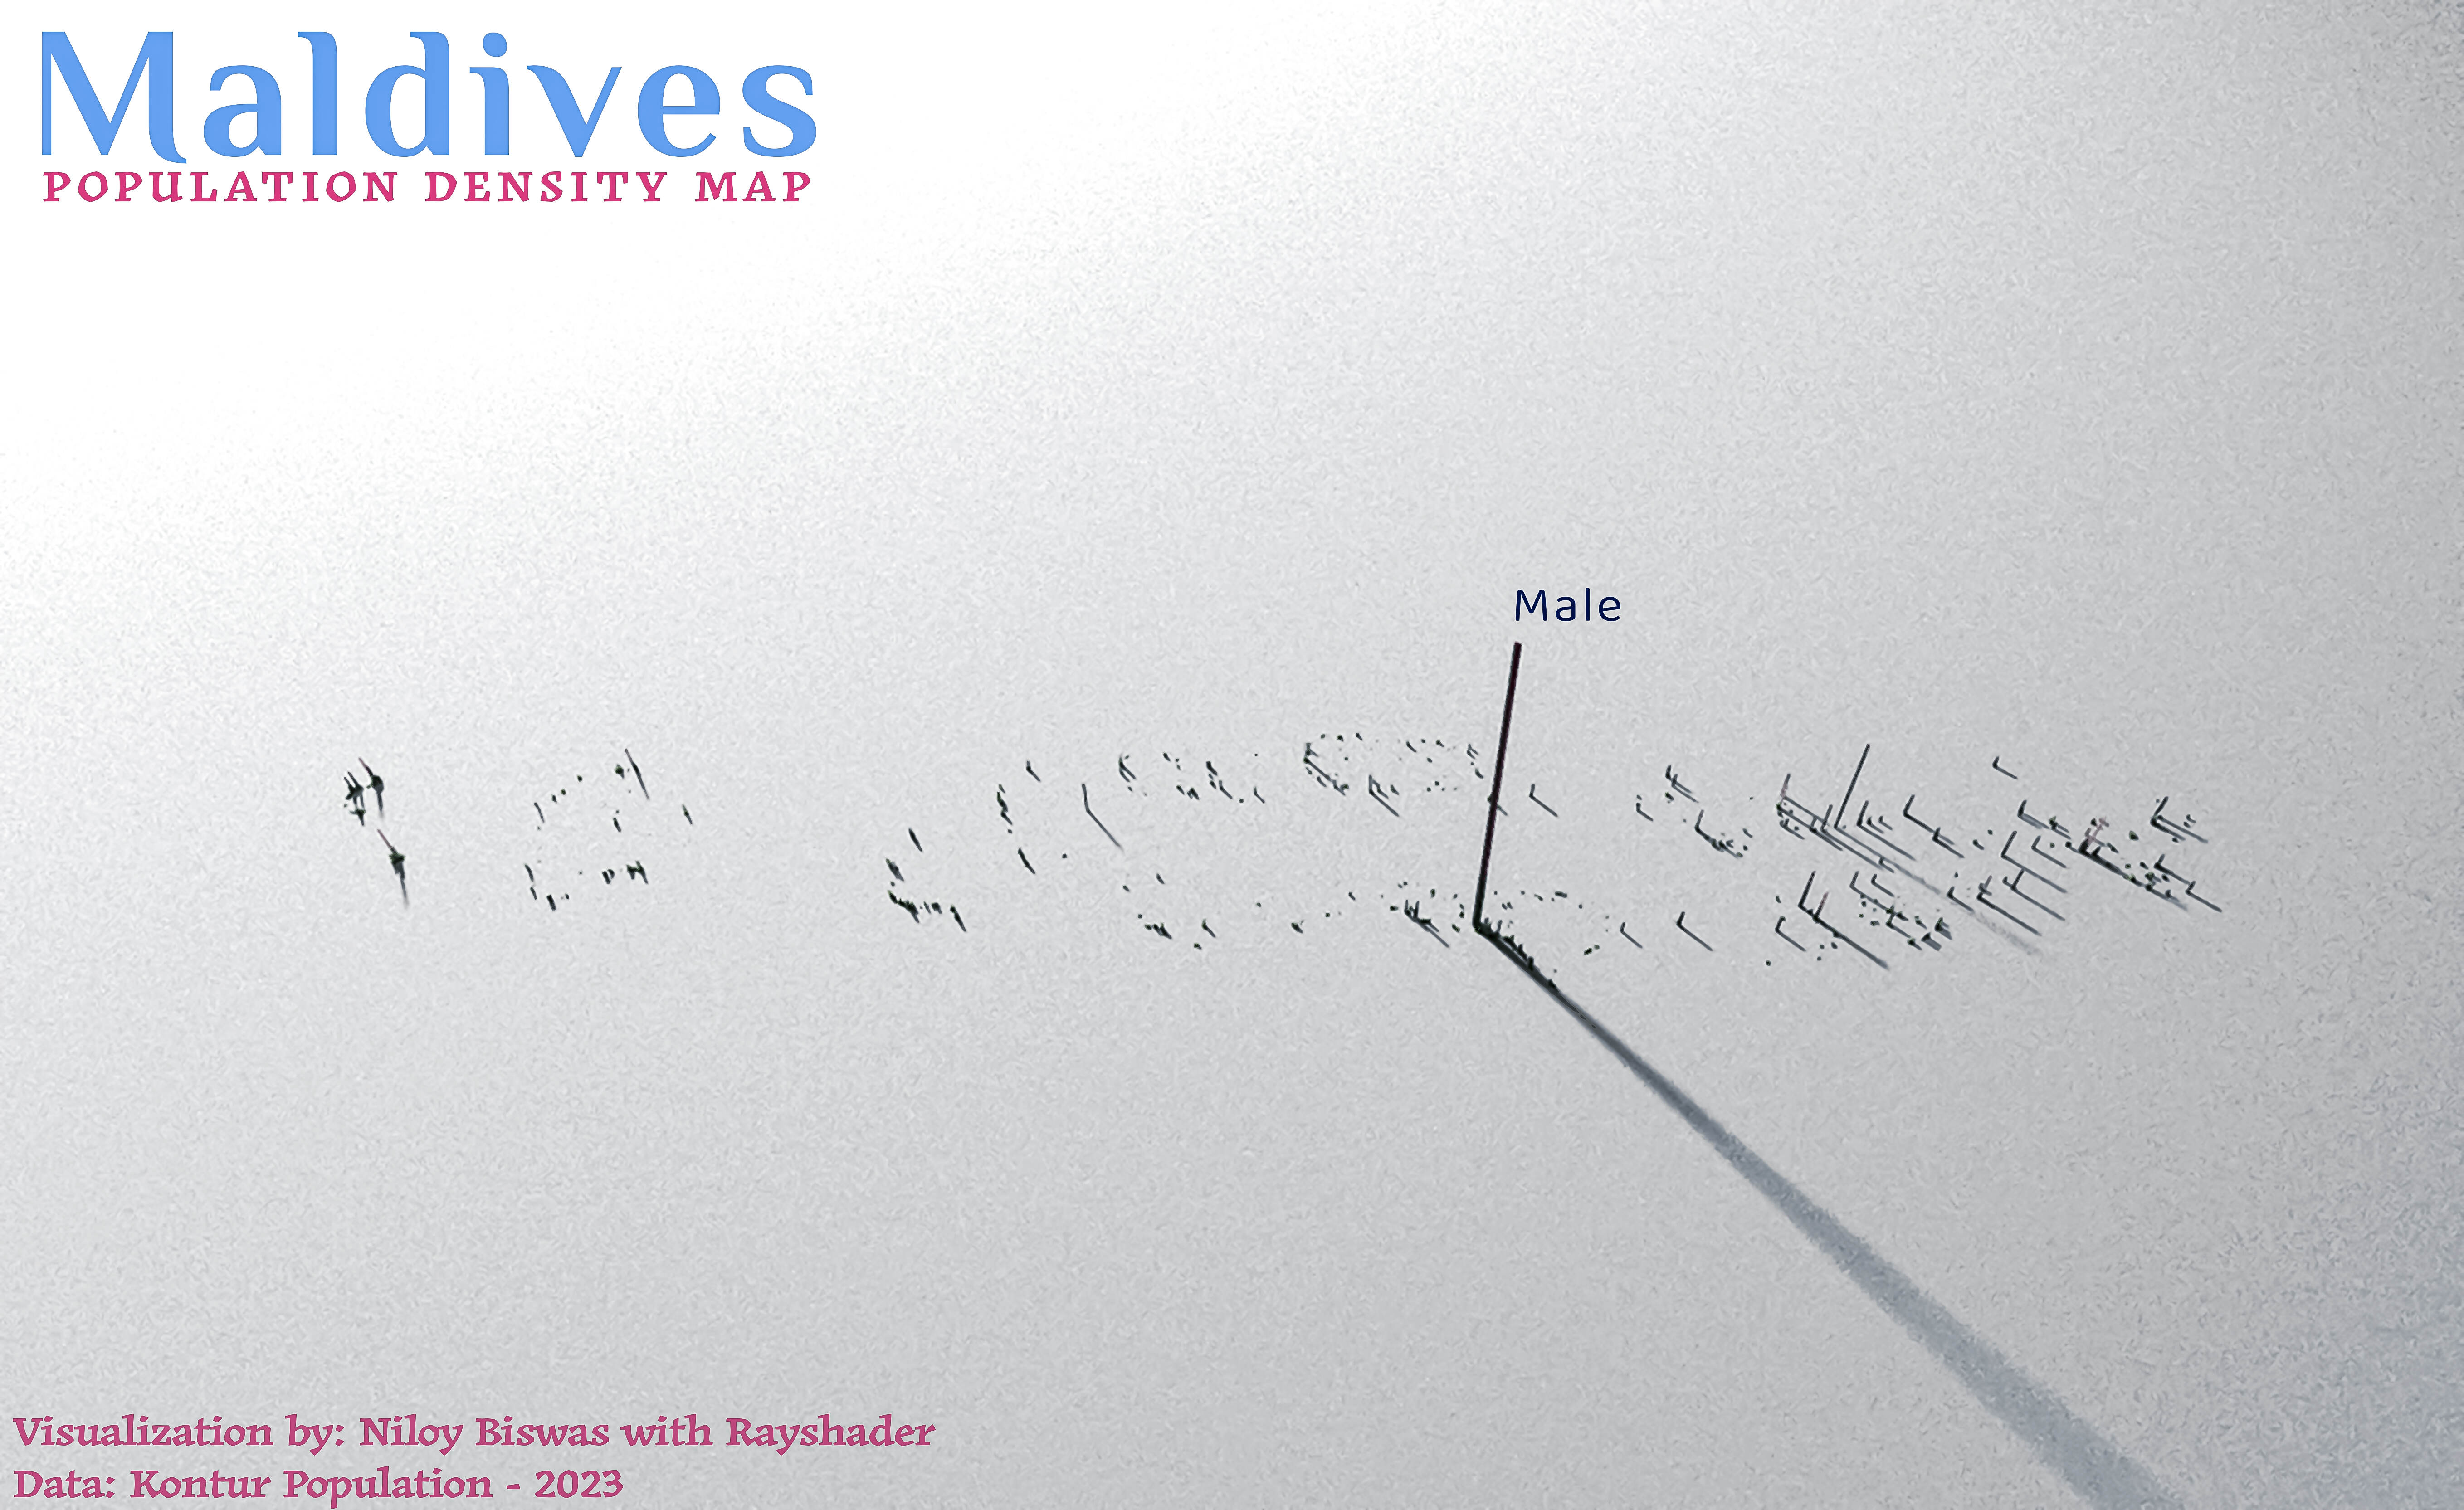 Maldives
POPULATION DENSITY MAP
Male
Visualization by: Niloy Biswas with Rayshader
Data: Kontur Population - 2023